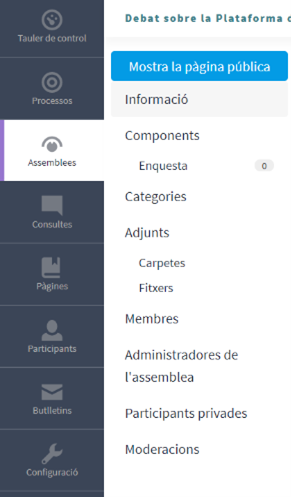 Tauler de control
Processos
Assemblees
Consultes
Pàgines
Participants
Butlletins
Configuració
Debat sobre la Plataforma
Mostra la pàgina pública
Informació
Components
Enquesta 0
Categories
Adjunts
Carpetes
Fitxers
Membres
Administradores de
l'assemblea
Participants privades
Moderacions